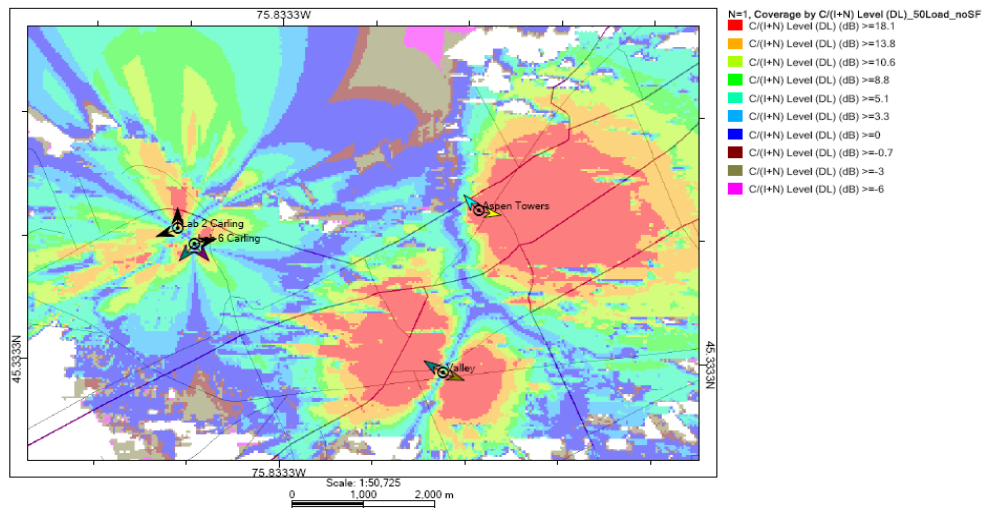 75.8333W
N=1, Coverage by C/(I+N) Level (DL)_50Load_noSF
C/(I+N) Level (DL) (dB) >=18.1
C/(I+N) Level (DL) (dB) >=13.8
C/(I+N) Level (DL) (dB) >=10.6
C/(I+N) Level (DL) (dB) >=8.8
C/(I+N) Level (DL) (dB) >=5.1
C/(I+N) Level (DL) (dB) >=3.3
C/(I+N) Level (DL) (dB) >=0
C/(I+N) Level (DL) (dB) >=-0.7
C/(I+N) Level (DL) (dB) >=-3
C/(I+N) Level (DL) (dB) >=-6
Aspen Towers
Lab 2 Carling
Lab 6 Carling
45.3333N
45.3333N
Valley
75.8333W
Scale: 1:50,725
0 1,000 2,000 m